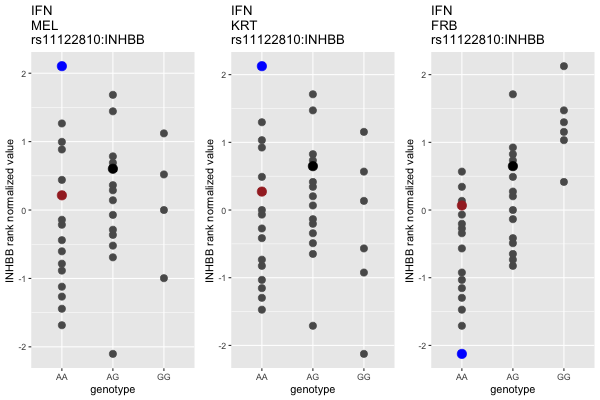 IFN
MEL
rs11122810:INHBB
INHBB rank normalized value
2
1
0
-1
-2
AA
AG
GG
genotype
IFN
KRT
rs11122810:INHBB
INHBB rank normalized value
2
1
0
-1
-2
AA
AG
GG
genotype
IFN
FRB
rs11122810:INHBB
INHBB rank normalized value
2
1
0
-1
-2
AA
AG
GG
genotype